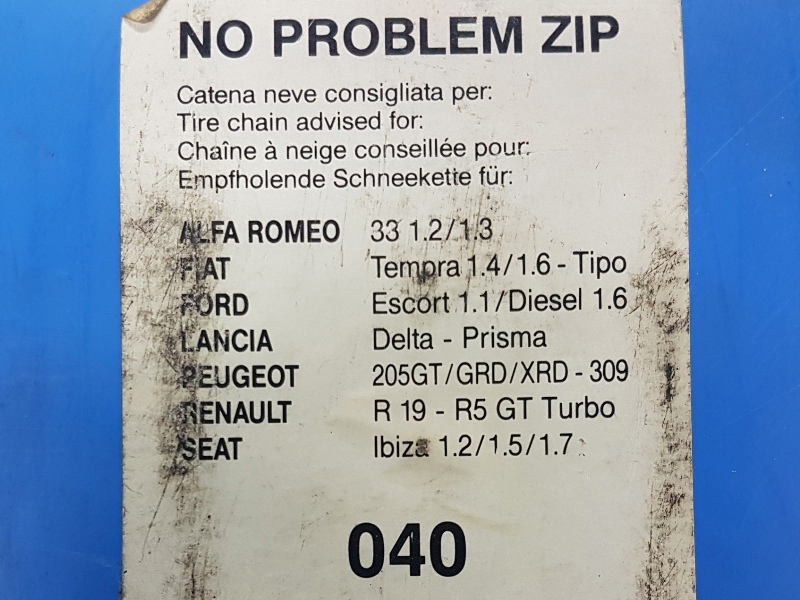 NO PROBLEM ZIP
Catena neve consigliata per:
Tire chain advised for:
Chaîne à neige conseillée pour:
Empfholende Schneekette für:
ALFA ROMEO 33 1.2/1.3
FIAT Tempra 1.4/1.6 - Tipo
FORD Escort 1.1/Diesel 1.6
LANCIA Delta - Prisma
PEUGEOT 205GT/GRD/XRD - 309
RENAULT R 19 - R5 GT Turbo
SEAT Ibiza 1.2/1.5/1.7
040